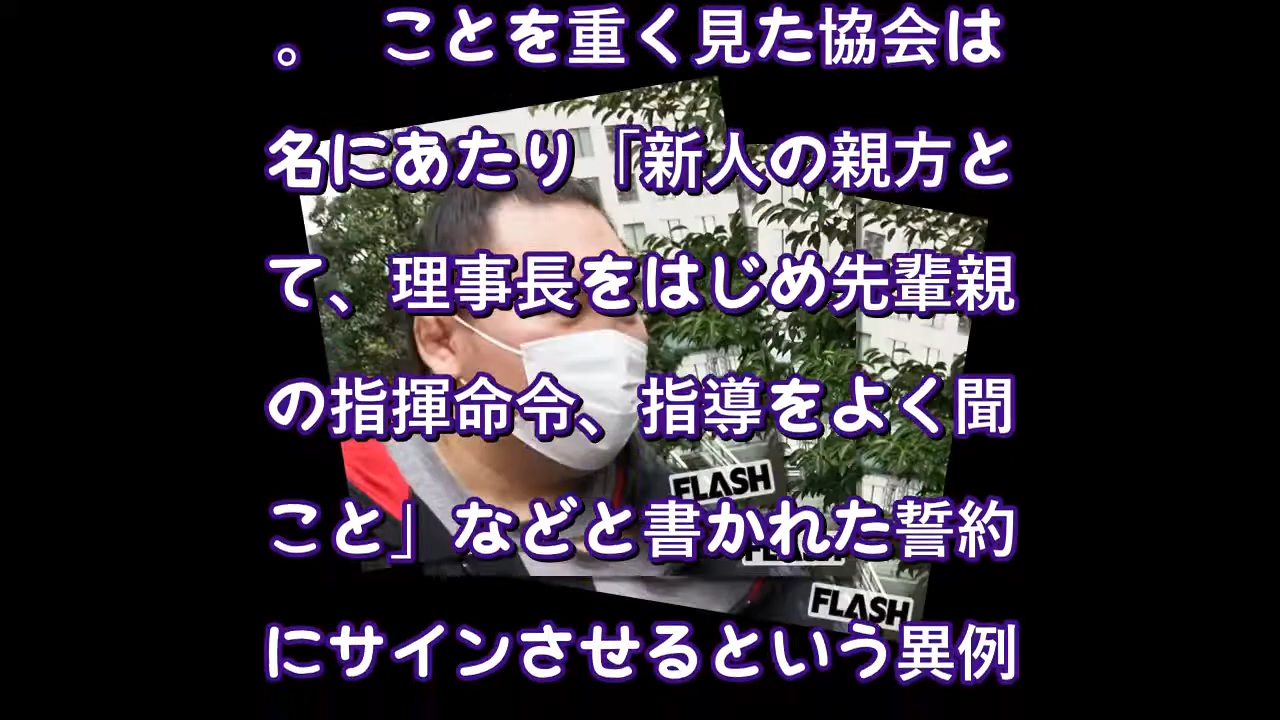 。 ことを重く見た協会は
名にあたり「新人の親方と
て、理事長をはじめ先輩親
の指揮命令、指導をよく聞
こと」などと書かれた誓約
にサインさせるという異例
FLASH
FLASH
FLASH